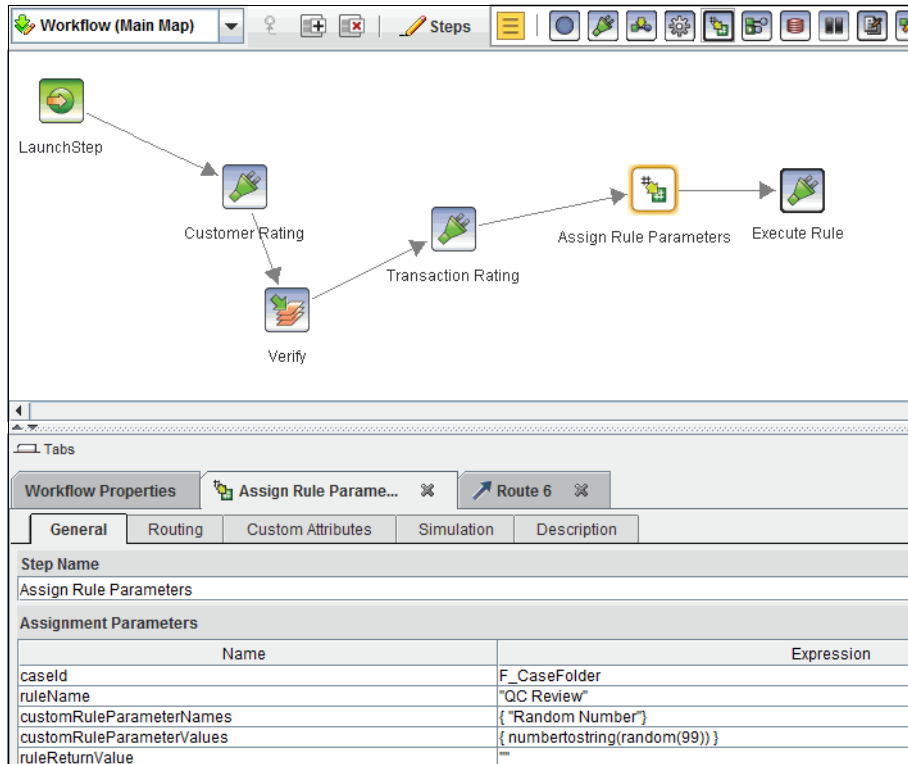 Workflow (Main Map) Steps
LaunchStep
Customer Rating
Transaction Rating
Assign Rule Parameters
Execute Rule
Verify
Tabs
Workflow Properties Assign Rule Parame... Route 6
General Routing Custom Attributes Simulation Description
Step Name
Assign Rule Parameters
Assignment Parameters
Name Expression
caseId F_CaseFolder
ruleName "QC Review"
customRuleParameterNames { "Random Number"}
customRuleParameterValues { numbertostring(random(99)) }
ruleReturnValue ""